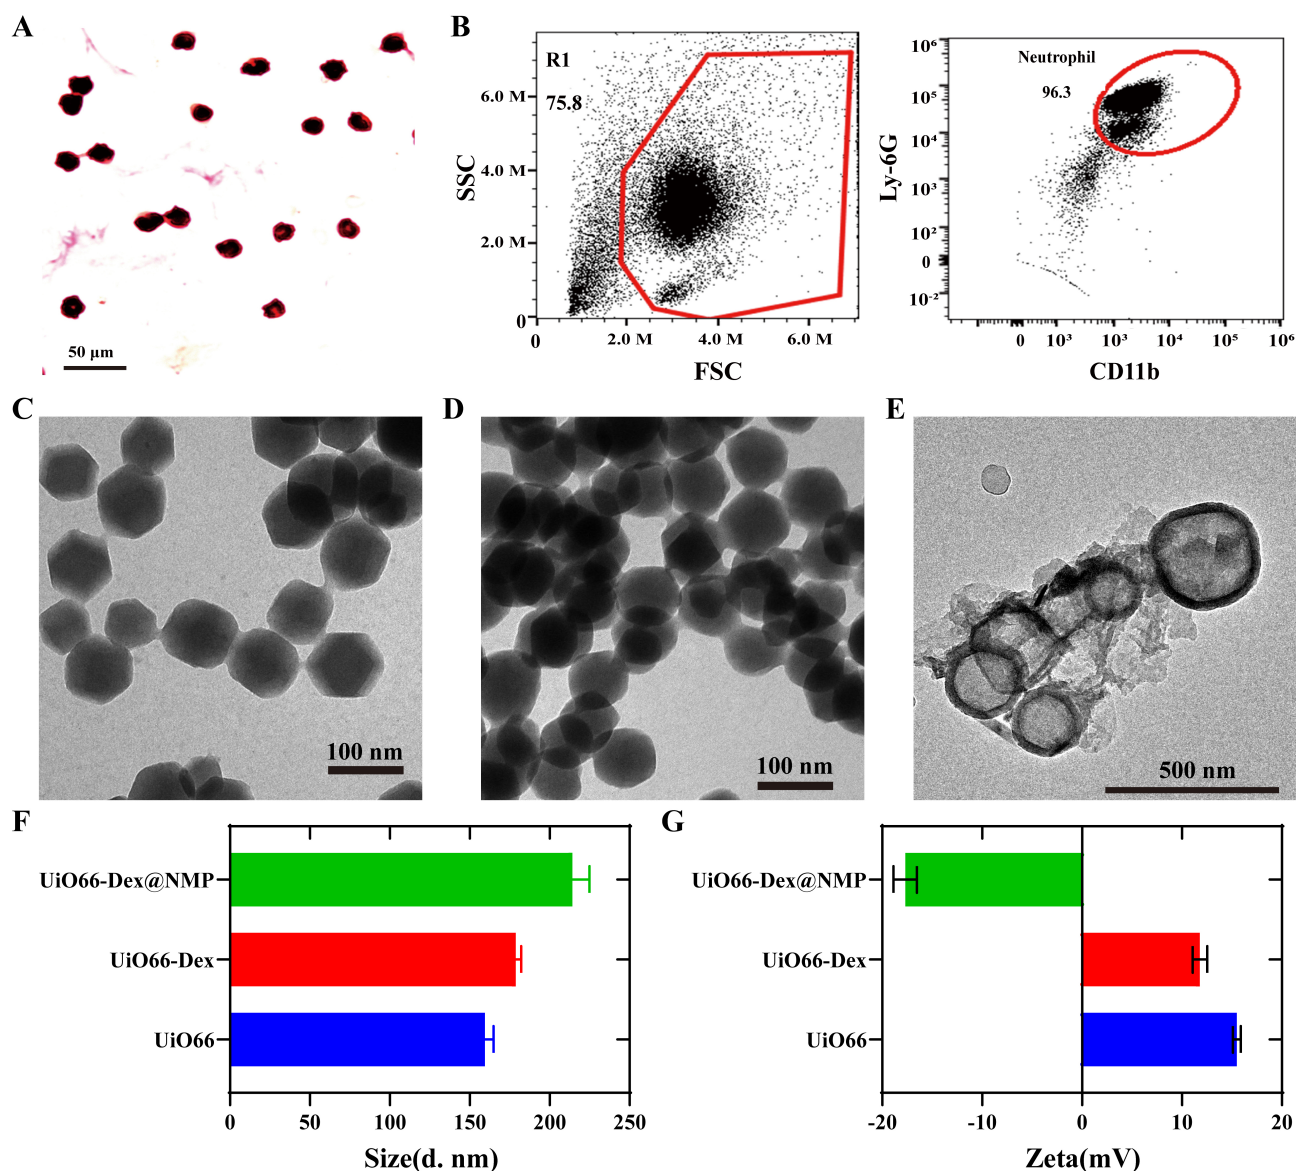 A
50 μm
B
R1
75.8
SSC
6.0 M
4.0 M
2.0 M
0
0
2.0 M
4.0 M
6.0 M
FSC
Neutrophil
96.3
Ly-6G
10⁶
10⁵
10⁴
10³
10²
0
10⁻²
0
10³
10³
10⁴
10⁵
10⁶
CD11b
C
100 nm
D
100 nm
E
500 nm
F
UiO66-Dex@NMP
UiO66-Dex
UiO66
0
50
100
150
200
250
Size(d. nm)
G
UiO66-Dex@NMP
UiO66-Dex
UiO66
-20
-10
0
10
20
Zeta(mV)